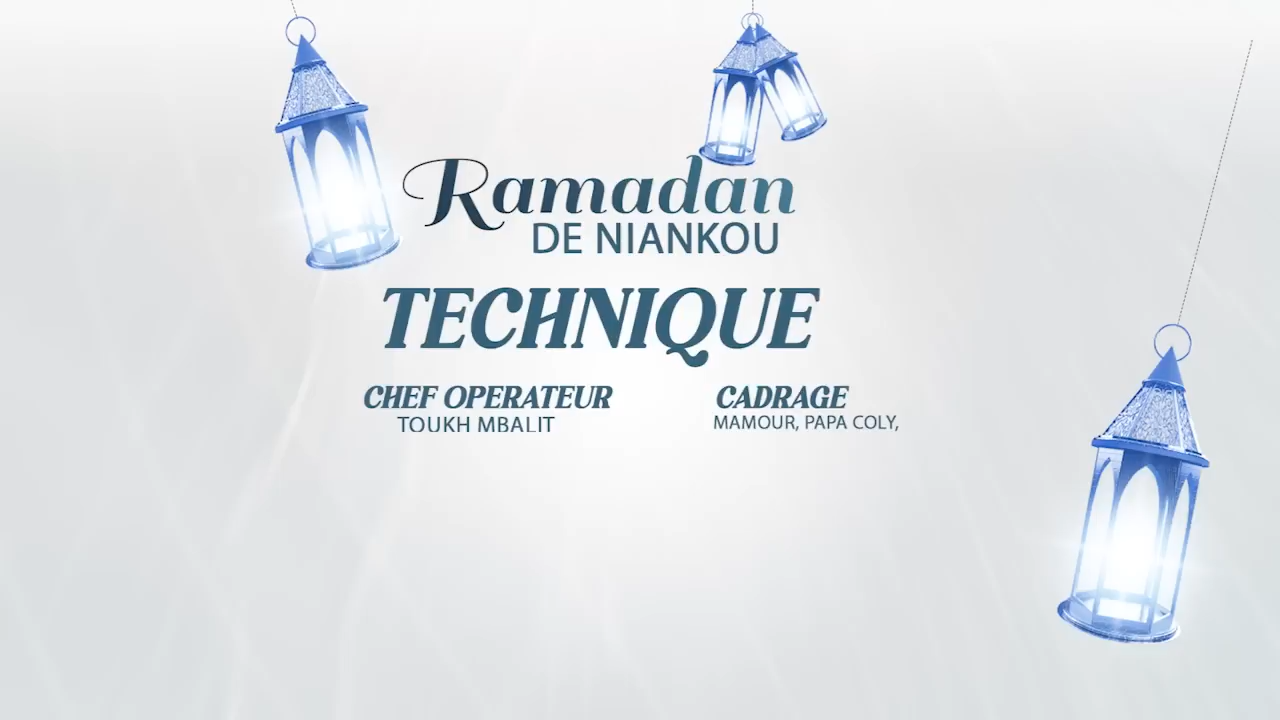 Ramadan
DE NIANKOU
TECHNIQUE
CHEF OPERATEUR
TOUKH MBALIT
CADRAGE
MAMOUR, PAPA COLY,